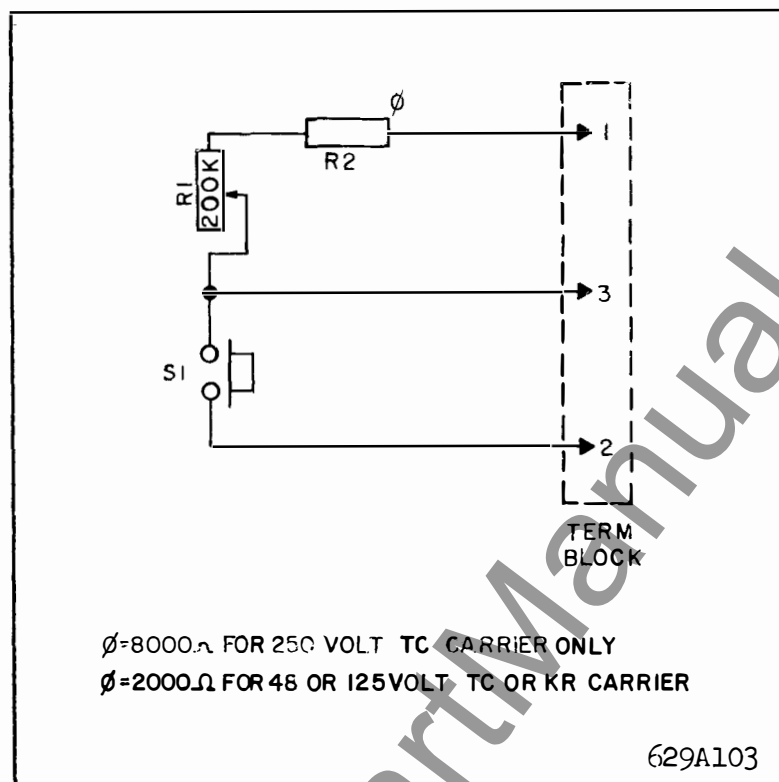 Ø
1
R2
R1
200K
3
S1
2
TERM
BLOCK
Ø=8000Ω FOR 250 VOLT TC CARRIER ONLY
Ø=2000Ω FOR 48 OR 125VOLT TC OR KR CARRIER
629A103
artManual